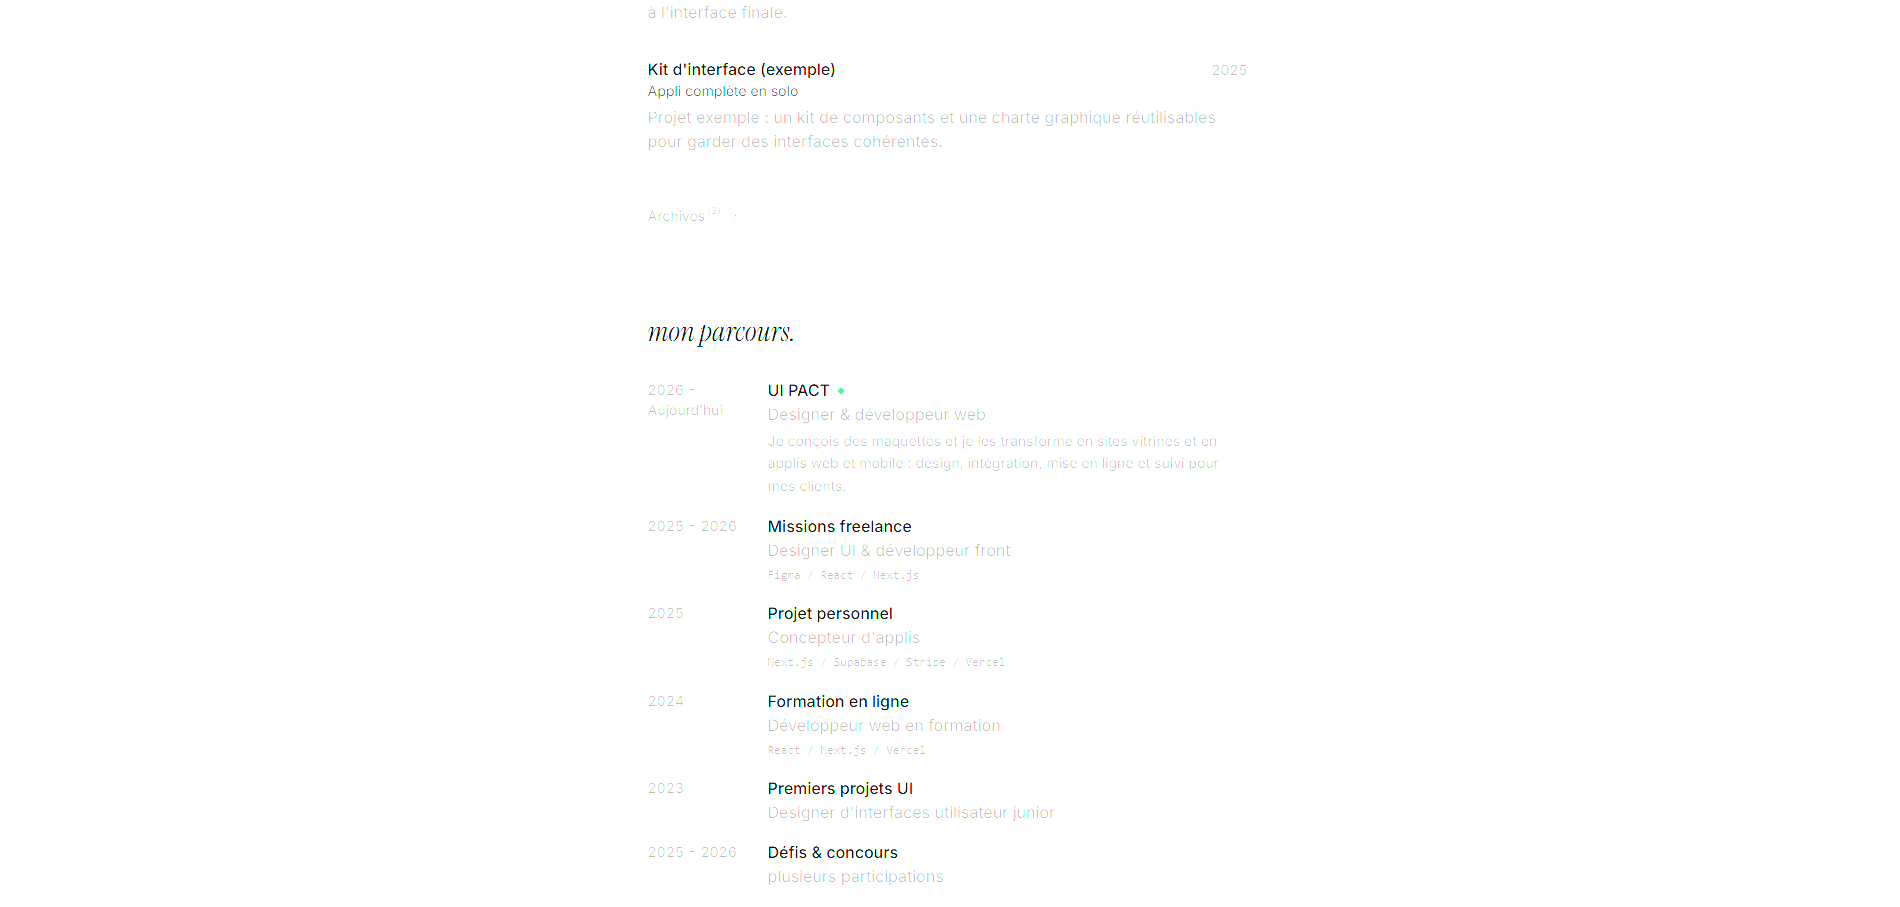 à l'interface finale.
Kit d'interface (exemple)
2025
Appli complète en solo
Projet exemple : un kit de composants et une charte graphique réutilisables
pour garder des interfaces cohérentes.
Archives (3)
mon parcours.
2026 -
Aujourd'hui
UI PACT
Designer & développeur web
Je conçois des maquettes et je les transforme en sites vitrines et en
applis web et mobile : design, intégration, mise en ligne et suivi pour
mes clients.
2025 - 2026
Missions freelance
Designer UI & développeur front
Figma / React / Next.js
2025
Projet personnel
Concepteur d'applis
Next.js / Supabase / Stripe / Vercel
2024
Formation en ligne
Développeur web en formation
React / Next.js / Vercel
2023
Premiers projets UI
Designer d'interfaces utilisateur junior
2025 - 2026
Défis & concours
plusieurs participations